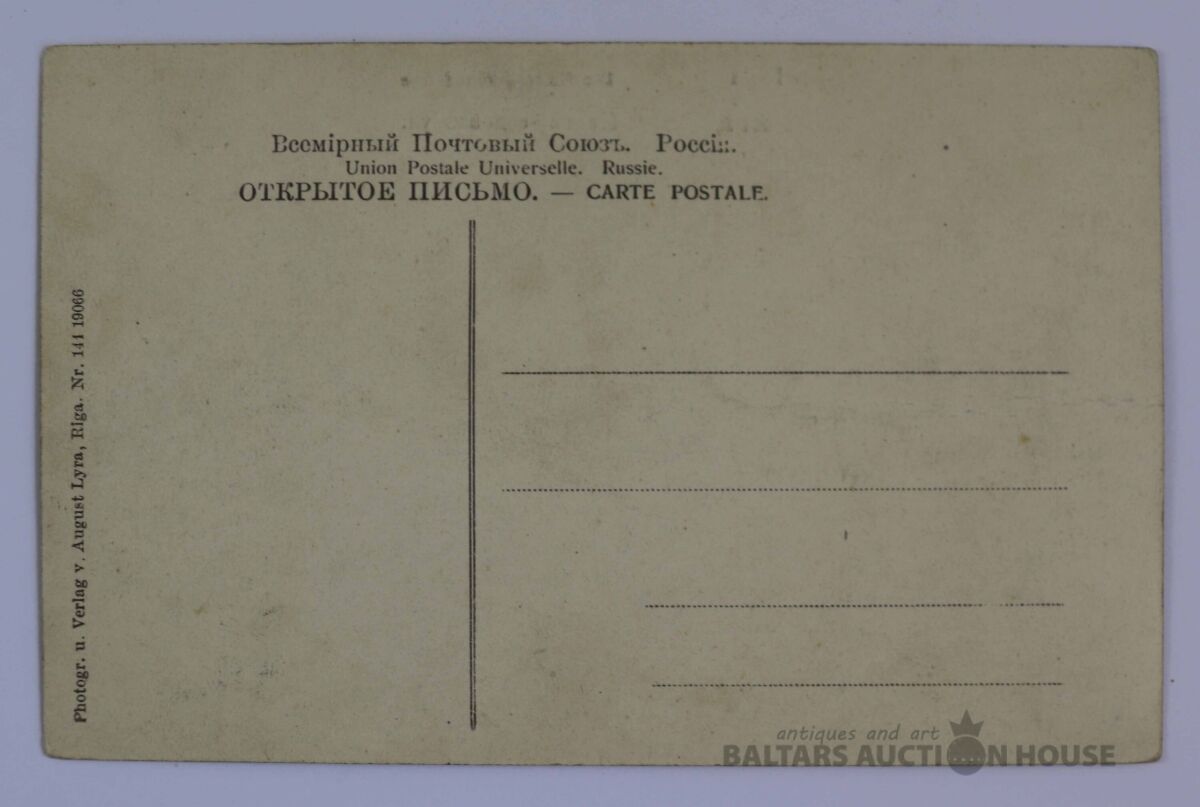 Всемірный Почтовый Союзъ. Россія.
Union Postale Universelle. Russie.
ОТКРЫТОЕ ПИСЬМО. — CARTE POSTALE.
Photogr. u. Verlag v. August Lyra, Riga. Nr. 141 19066
antiques and art
BALTARS AUCTION HOUSE